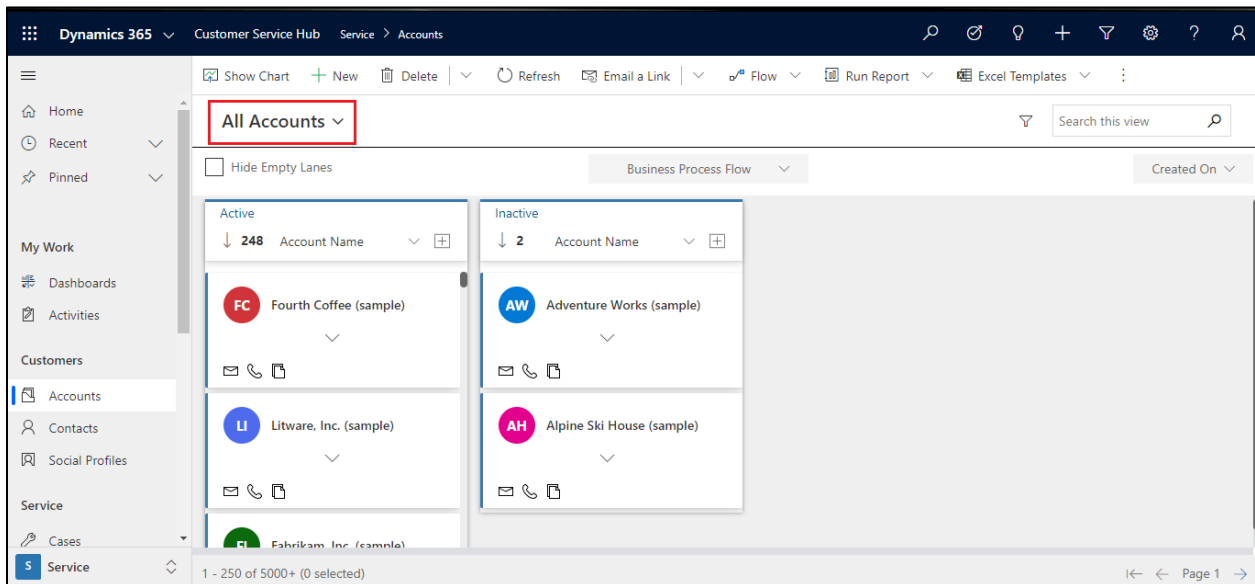 Dynamics 365 Customer Service Hub Service > Accounts ?
Show Chart New Delete Refresh Email a Link Flow Run Report Excel Templates
Home
Recent
Pinned
My Work
Dashboards
Activities
Customers
Accounts
Contacts
Social Profiles
Service
Cases
S Service
All Accounts Search this view
Hide Empty Lanes Business Process Flow Created On
Active
248 Account Name
FC Fourth Coffee (sample)
LI Litware, Inc. (sample)
FI Fabrikam, Inc. (sample)
Inactive
2 Account Name
AW Adventure Works (sample)
AH Alpine Ski House (sample)
1 - 250 of 5000+ (0 selected) Page 1